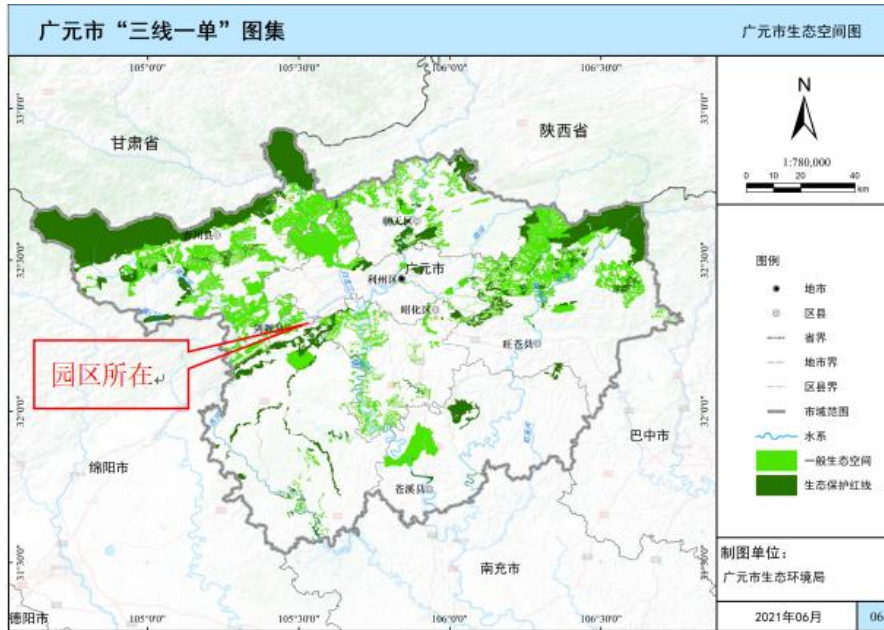 广元市“三线一单”图集
广元市生态空间图
105°0'0"
105°30'0"
106°0'0"
106°30'0"
33°0'0"
33°0'0"
甘肃省
陕西省
N
1:780,000
0 10 20 40
km
青川县
朝天区
32°30'0"
32°30'0"
广元市
利州区
昭化区
剑阁县
旺苍县
园区所在
32°0'0"
32°0'0"
巴中市
绵阳市
苍溪县
南充市
31°30'0"
31°30'0"
德阳市
105°0'0"
105°30'0"
106°0'0"
106°30'0"
图例
地市
区县
省界
地市界
区县界
市域范围
水系
一般生态空间
生态保护红线
制图单位：
广元市生态环境局
2021年06月
06